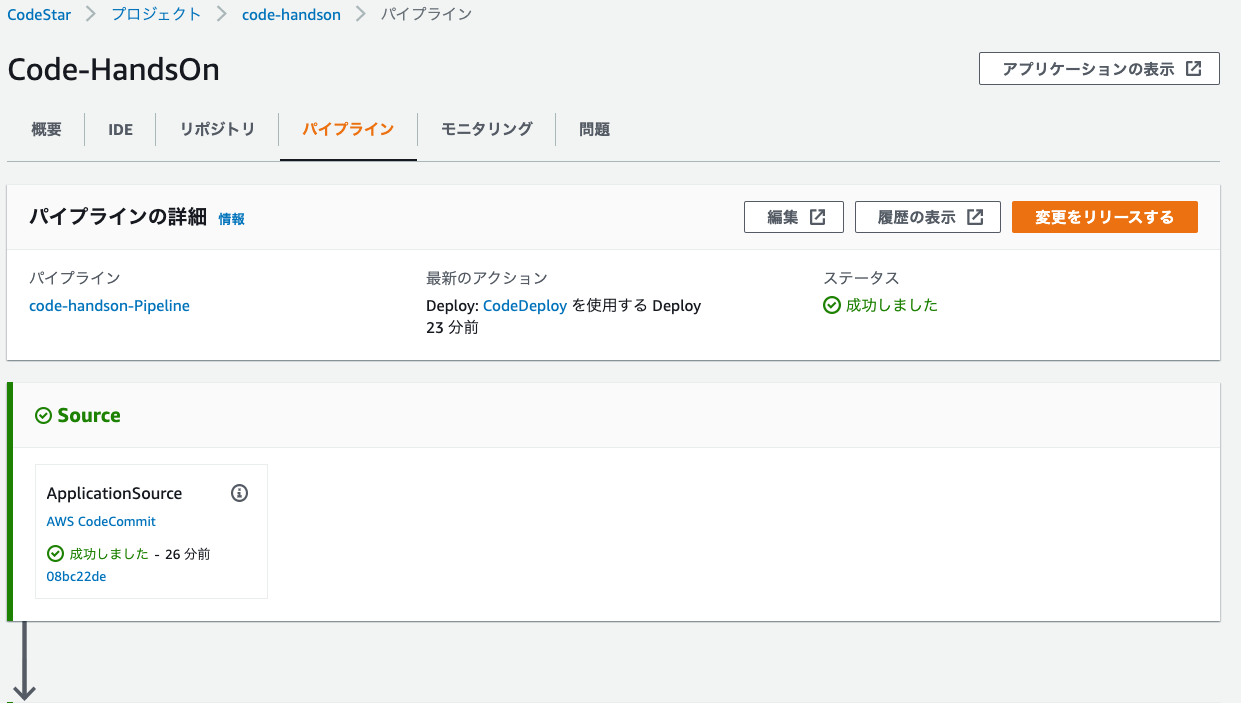 CodeStar > プロジェクト > code-handson > パイプライン
Code-HandsOn
アプリケーションの表示
概要 IDE リポジトリ パイプライン モニタリング 問題
パイプラインの詳細 情報
編集 履歴の表示 変更をリリースする
パイプライン 最新のアクション ステータス
code-handson-Pipeline Deploy: CodeDeploy を使用する Deploy 成功しました
23 分前
Source
ApplicationSource
AWS CodeCommit
成功しました - 26 分前
08bc22de